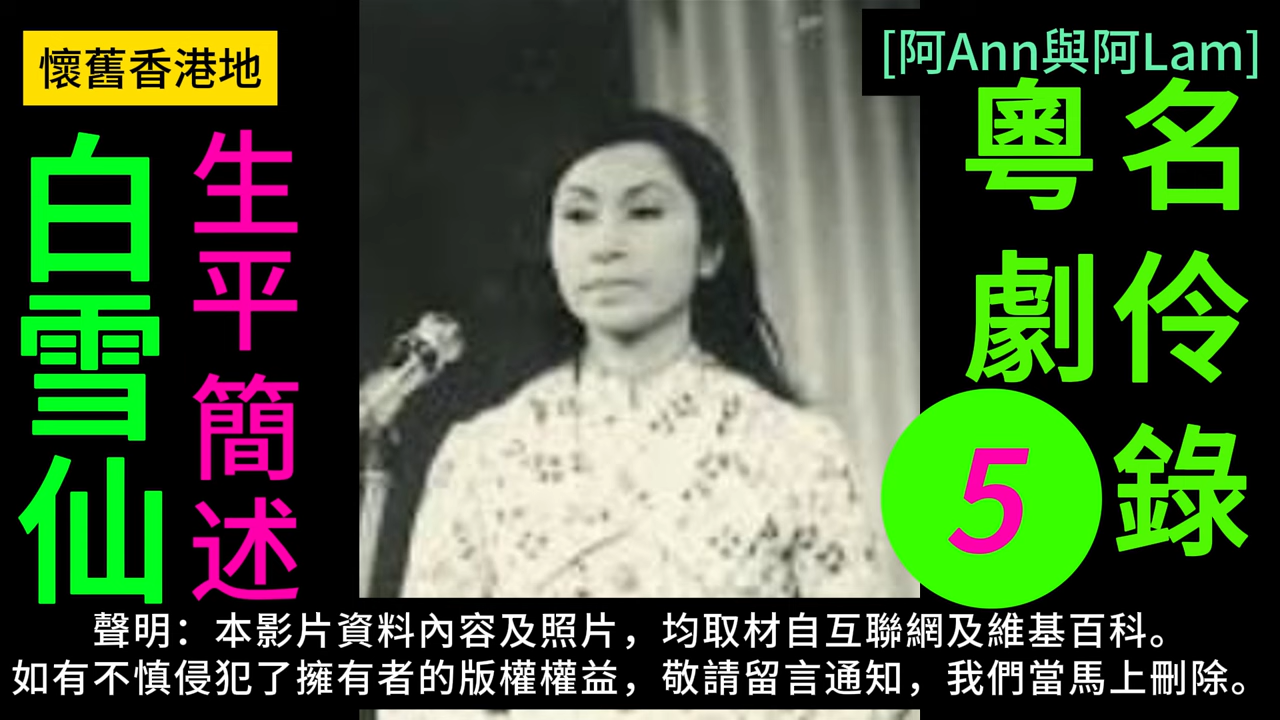 懷舊香港地
[阿Ann與阿Lam]
白雪仙
生平簡述
名伶錄
粵劇
5
聲明：本影片資料內容及照片，均取材自互聯網及維基百科。
如有不慎侵犯了擁有者的版權權益，敬請留言通知，我們當馬上刪除。